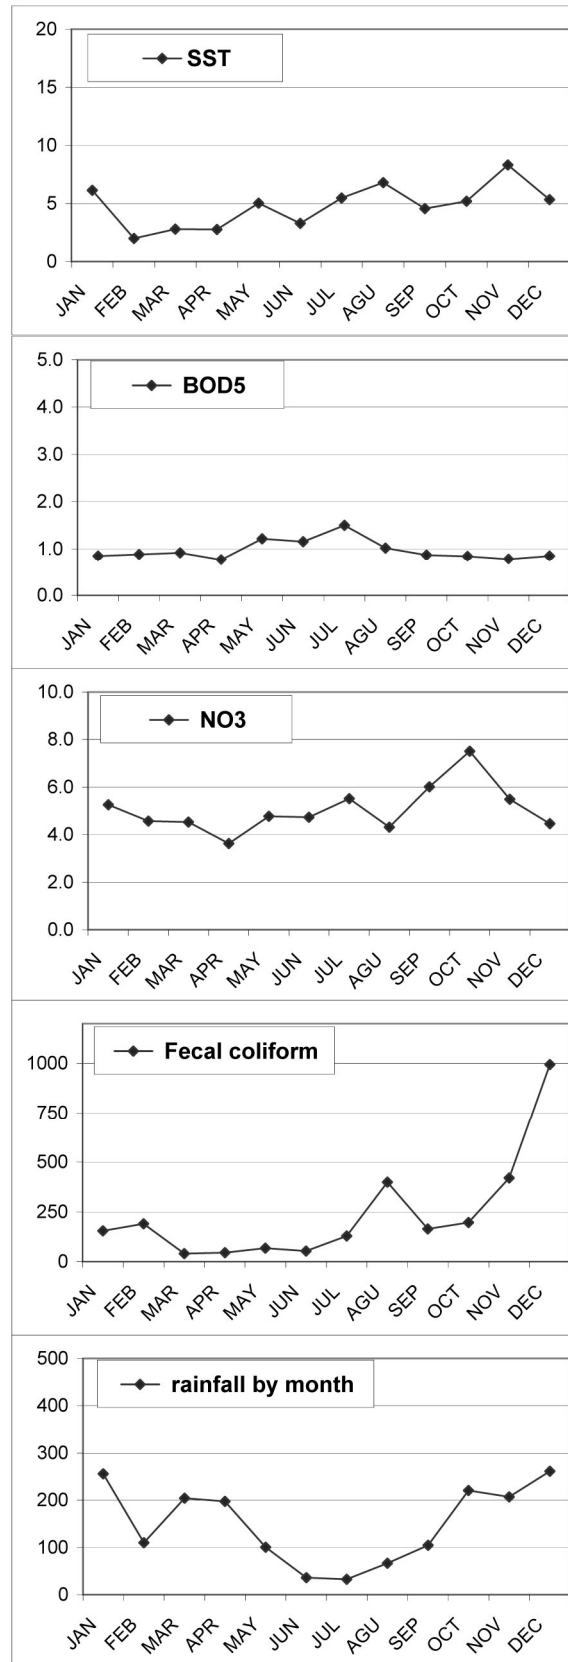 SST
20
15
10
5
0
JAN FEB MAR APR MAY JUN JUL AGU SEP OCT NOV DEC
BOD5
5.0
4.0
3.0
2.0
1.0
0.0
JAN FEB MAR APR MAY JUN JUL AGU SEP OCT NOV DEC
NO3
10.0
8.0
6.0
4.0
2.0
0.0
JAN FEB MAR APR MAY JUN JUL AGU SEP OCT NOV DEC
Fecal coliform
1000
750
500
250
0
JAN FEB MAR APR MAY JUN JUL AGU SEP OCT NOV DEC
rainfall by month
500
400
300
200
100
0
JAN FEB MAR APR MAY JUN JUL AGU SEP OCT NOV DEC